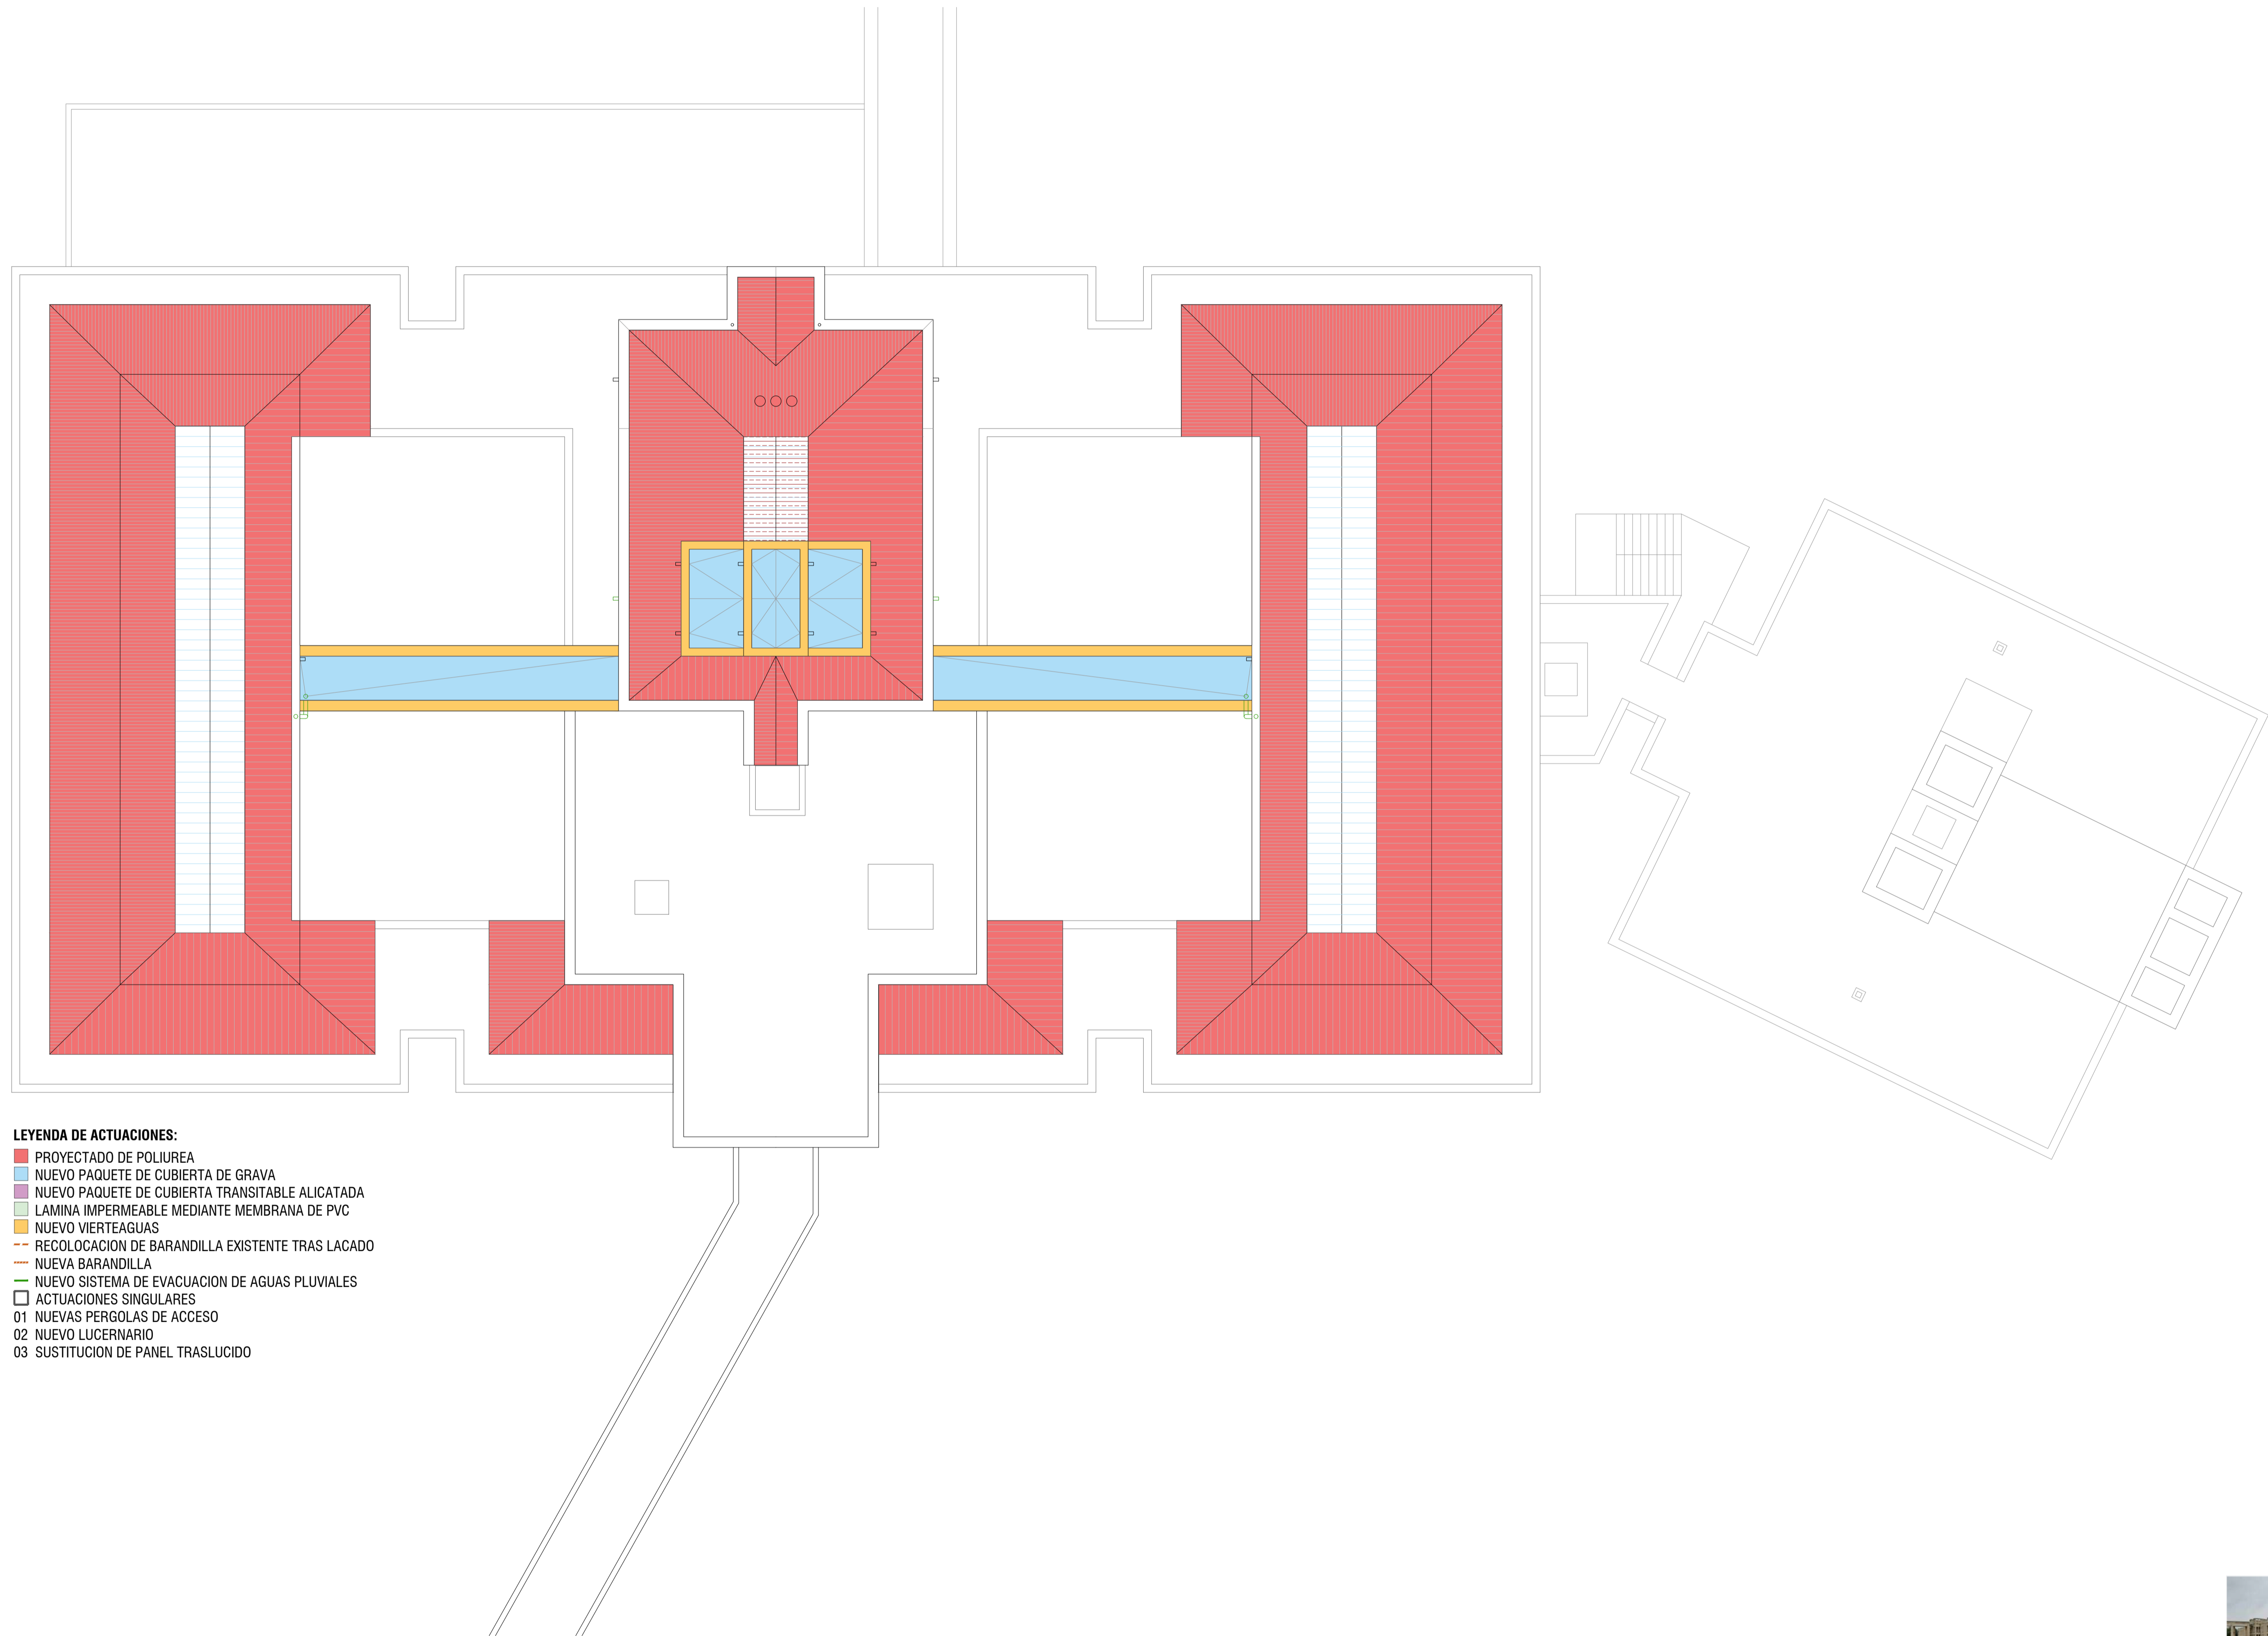 LEYENDA DE ACTUACIONES:
PROYECTADO DE POLIUREA
NUEVO PAQUETE DE CUBIERTA DE GRAVA
NUEVO PAQUETE DE CUBIERTA TRANSITABLE ALICATADA
LAMINA IMPERMEABLE MEDIANTE MEMBRANA DE PVC
NUEVO VIERTEAGUAS
RECOLOCACION DE BARANDILLA EXISTENTE TRAS LACADO
NUEVA BARANDILLA
NUEVO SISTEMA DE EVACUACION DE AGUAS PLUVIALES
ACTUACIONES SINGULARES
01 NUEVAS PERGOLAS DE ACCESO
02 NUEVO LUCERNARIO
03 SUSTITUCION DE PANEL TRASLUCIDO